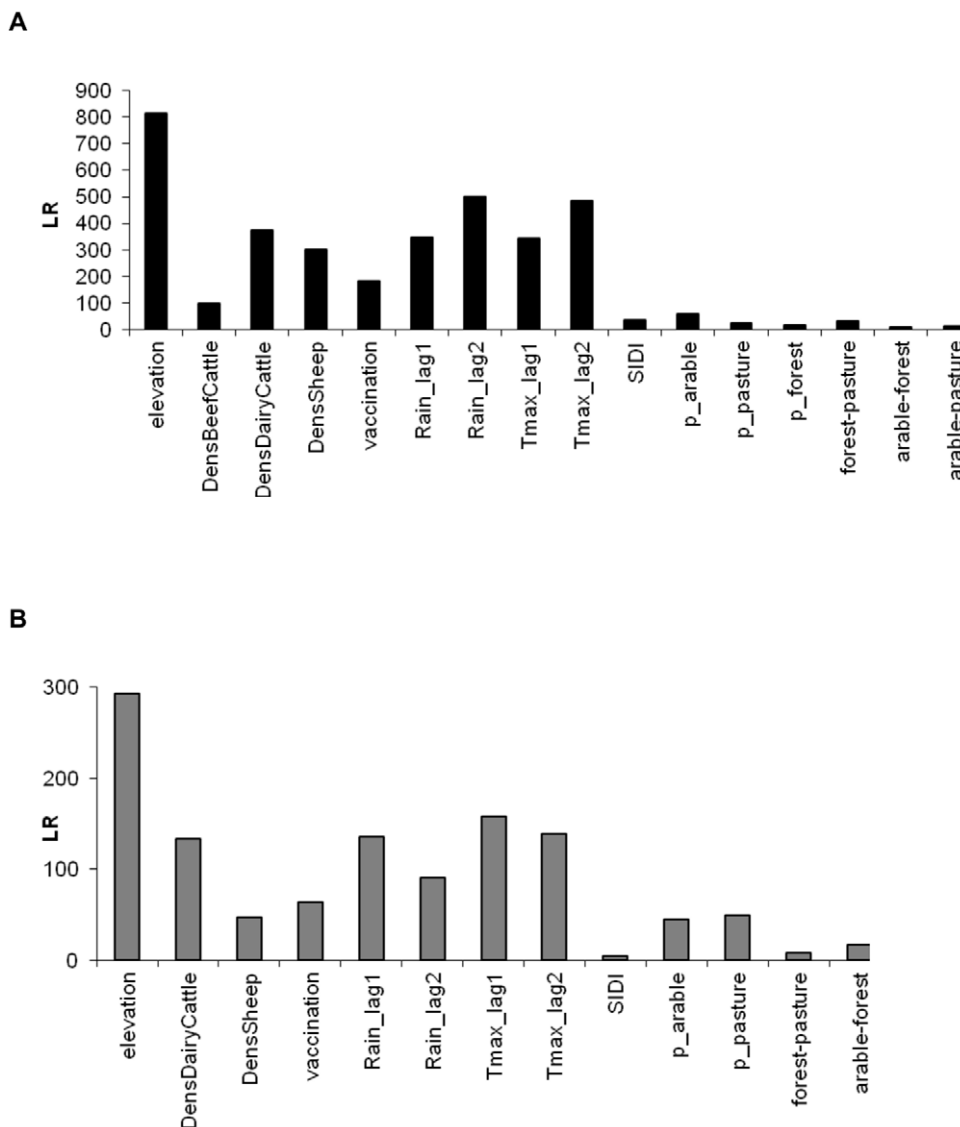 A
900
800
700
600
500
400
300
200
100
0
LR
elevation
DensBeefCattle
DensDairyCattle
DensSheep
vaccination
Rain_lag1
Rain_lag2
Tmax_lag1
Tmax_lag2
SIDI
p_arable
p_pasture
p_forest
forest-pasture
arable-forest
arable-pasture
B
300
200
100
0
LR
elevation
DensDairyCattle
DensSheep
vaccination
Rain_lag1
Rain_lag2
Tmax_lag1
Tmax_lag2
SIDI
p_arable
p_pasture
forest-pasture
arable-forest